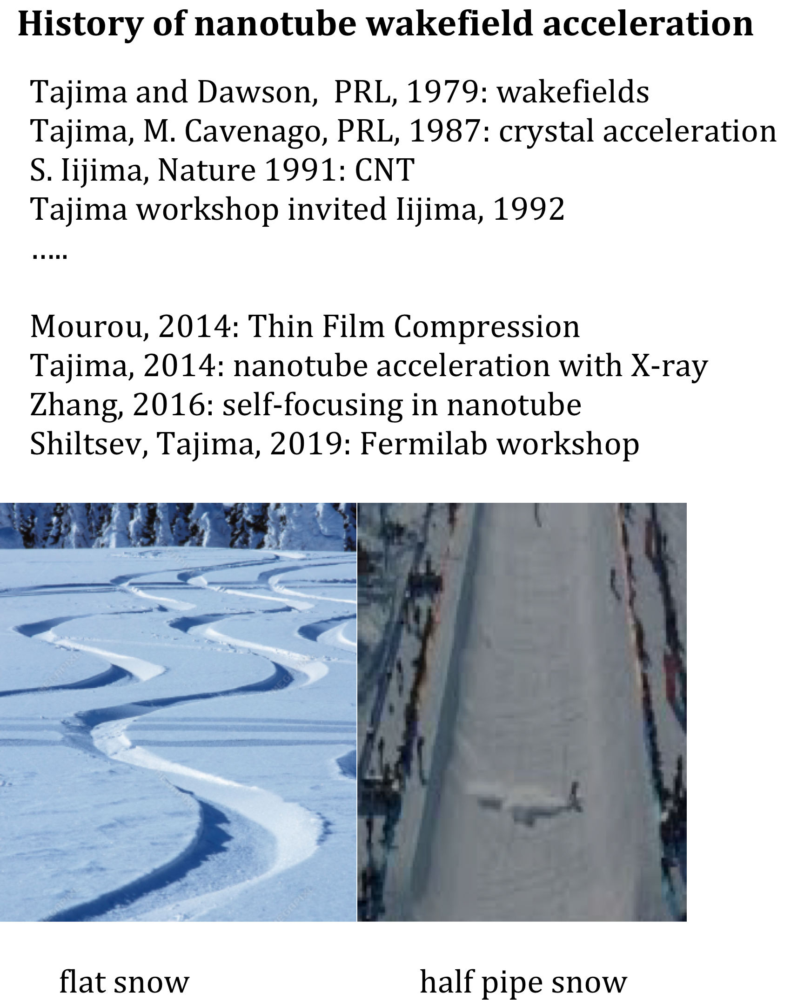 History of nanotube wakefield acceleration
Tajima and Dawson,  PRL, 1979: wakefields
Tajima, M. Cavenago, PRL, 1987: crystal acceleration
S. Iijima, Nature 1991: CNT
Tajima workshop invited Iijima, 1992
.....
Mourou, 2014: Thin Film Compression
Tajima, 2014: nanotube acceleration with X-ray
Zhang, 2016: self-focusing in nanotube
Shiltsev, Tajima, 2019: Fermilab workshop
flat snow
half pipe snow